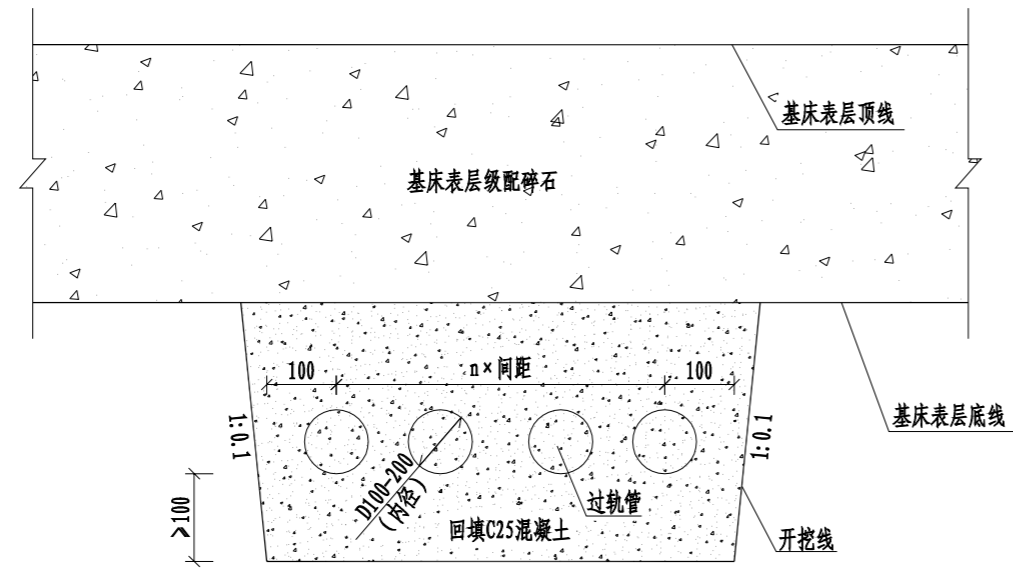 基床表层顶线
基床表层级配碎石
100
n×间距
100
1:0.1
1:0.1
基床表层底线
D100-200
(内径)
≥100
过轨管
回填C25混凝土
开挖线